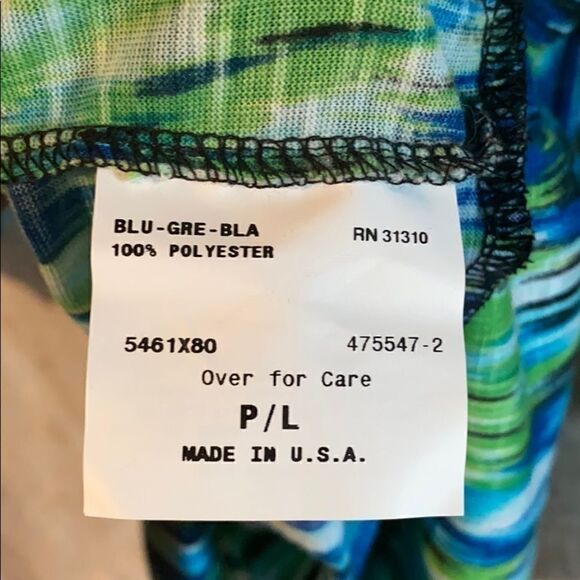 BLU-GRE-BLA RN 31310
100% POLYESTER
5461X80 475547-2
Over for Care
P/L
MADE IN U.S.A.